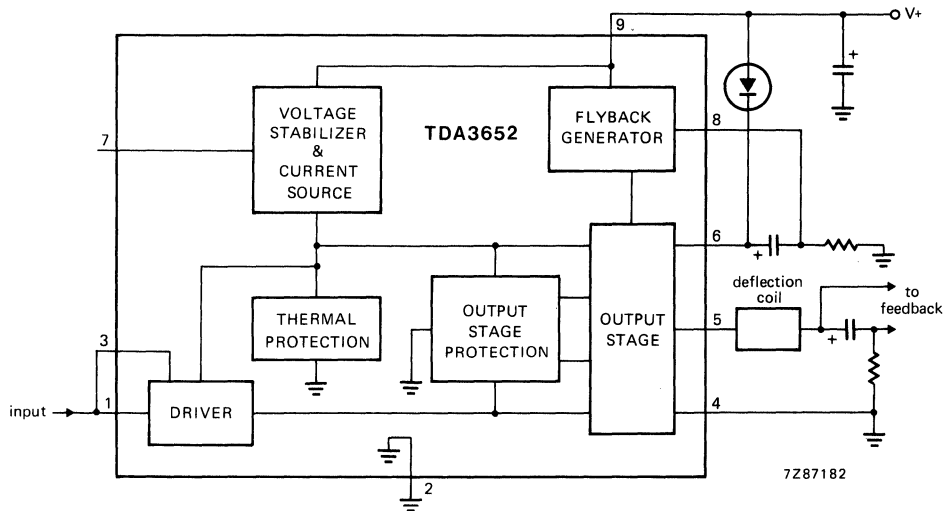 V+
9
+
VOLTAGE
STABILIZER
&
CURRENT
SOURCE
TDA3652
FLYBACK
GENERATOR
8
7
6
+
deflection
coil
to
feedback
THERMAL
PROTECTION
OUTPUT
STAGE
PROTECTION
OUTPUT
STAGE
5
+
3
input
1
DRIVER
4
2
7Z87182